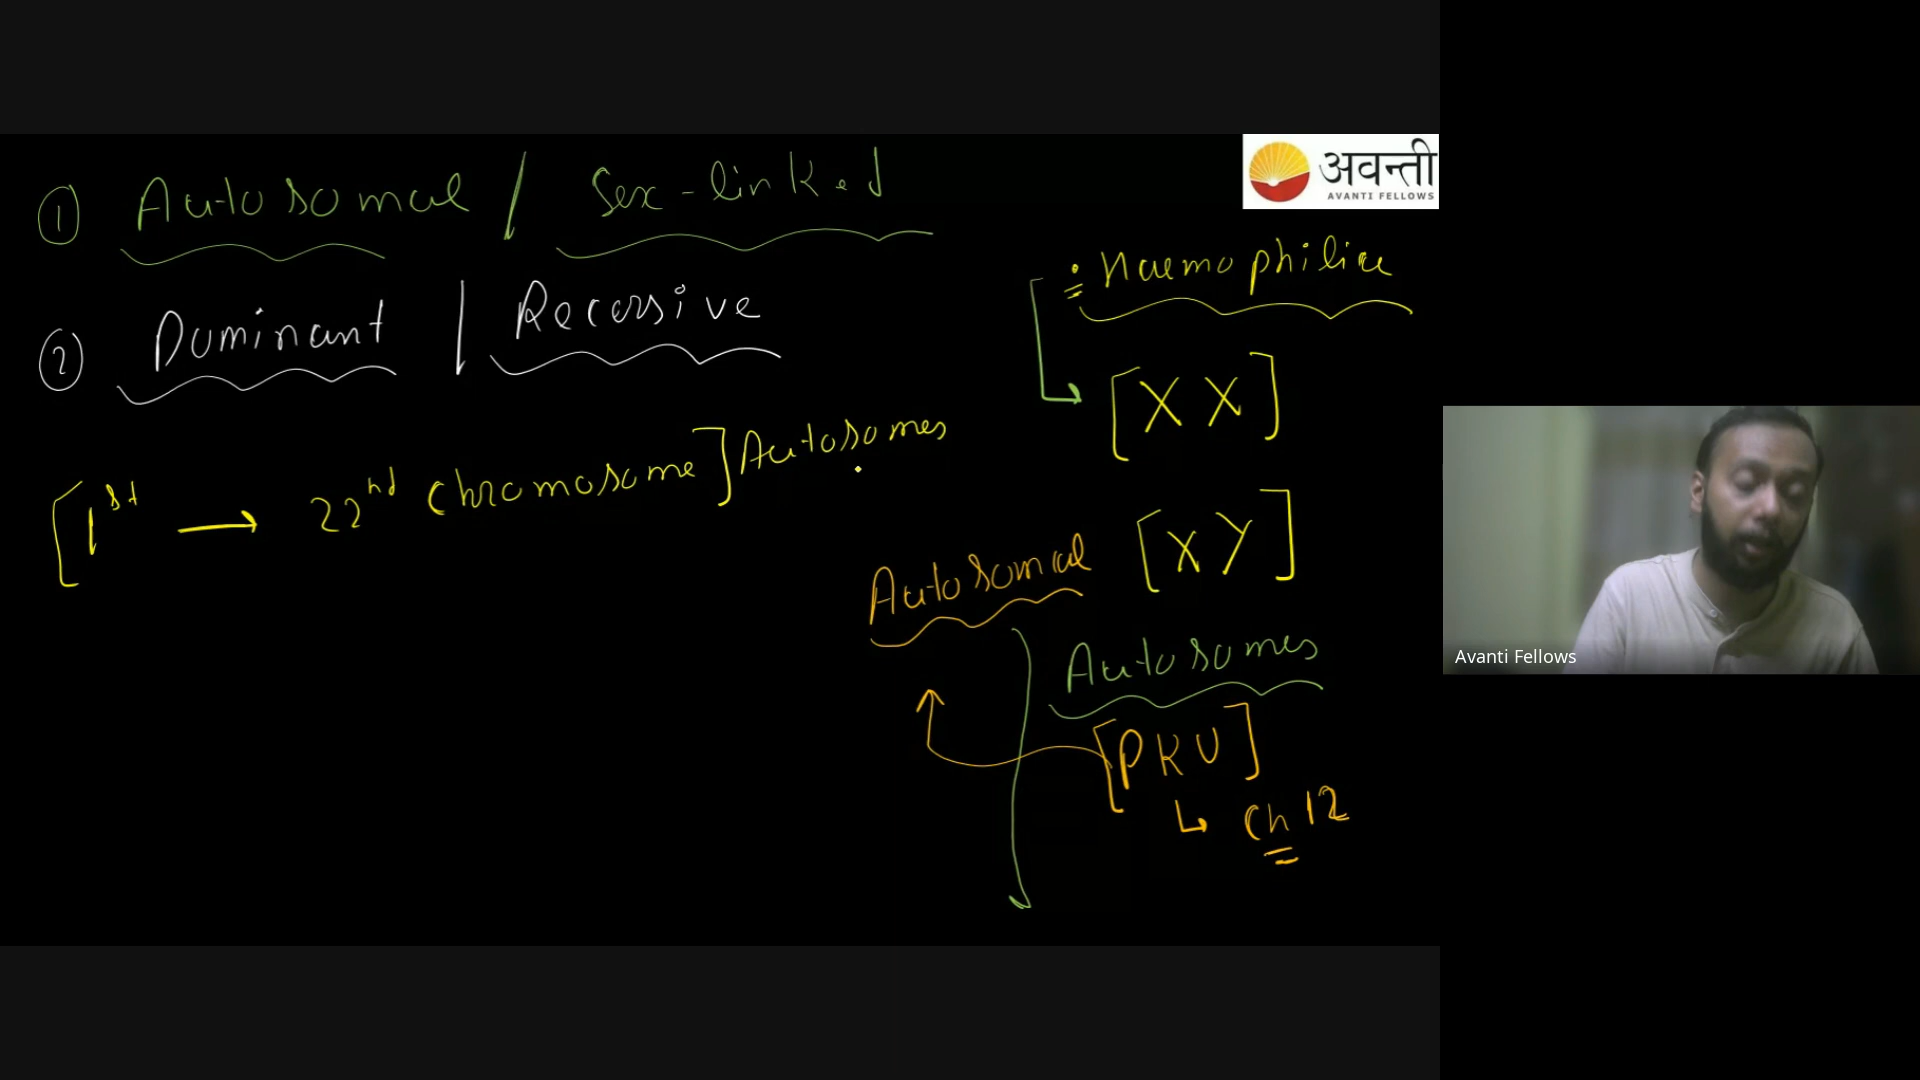 ① Autosomal / Sex-linked
② Dominant / Recessive
[1st → 22nd Chromosome] Autosomes
अवन्ती
AVANTI FELLOWS
: Haemophilia
[X X]
[X Y]
Autosomal
Autosomes
[PKU]
↳ Ch 12
Avanti Fellows